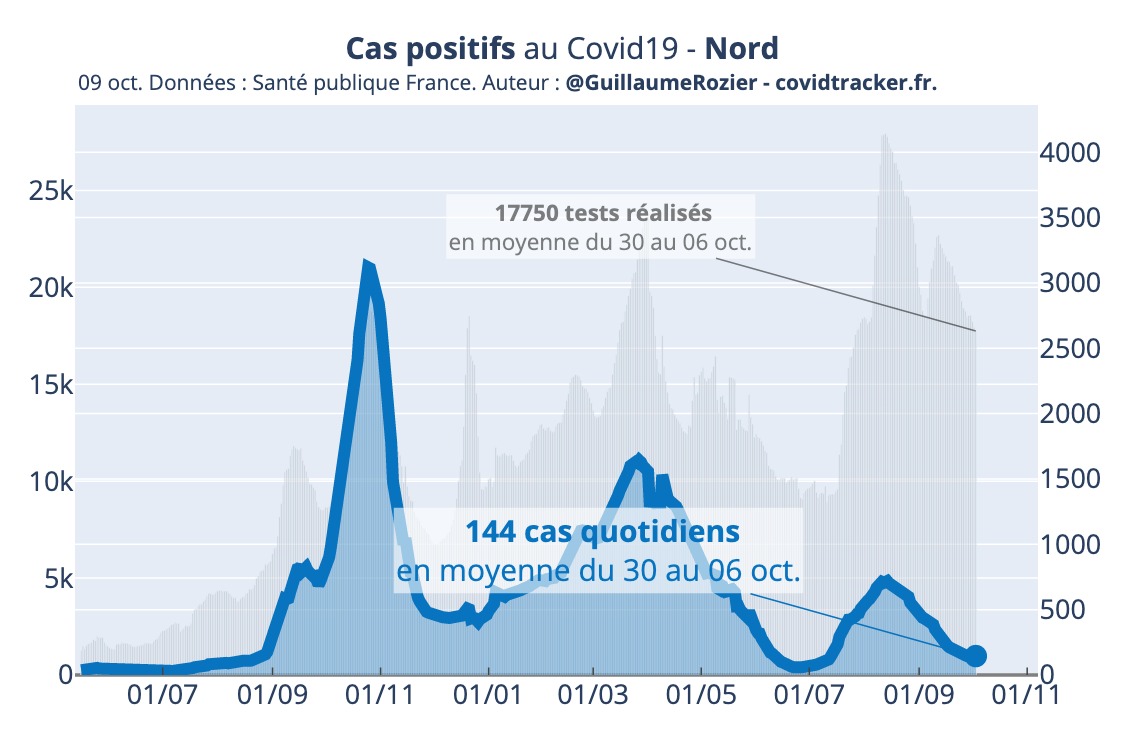 Cas positifs au Covid19 - Nord
09 oct. Données : Santé publique France. Auteur : @GuillaumeRozier - covidtracker.fr.
4000
25k
3500
17750 tests réalisés
en moyenne du 30 au 06 oct.
20k
3000
2500
15k
2000
10k
1500
144 cas quotidiens
1000
en moyenne du 30 au 06 oct.
5k
500
0
0
01/07 01/09 01/11 01/01 01/03 01/05 01/07 01/09 01/11